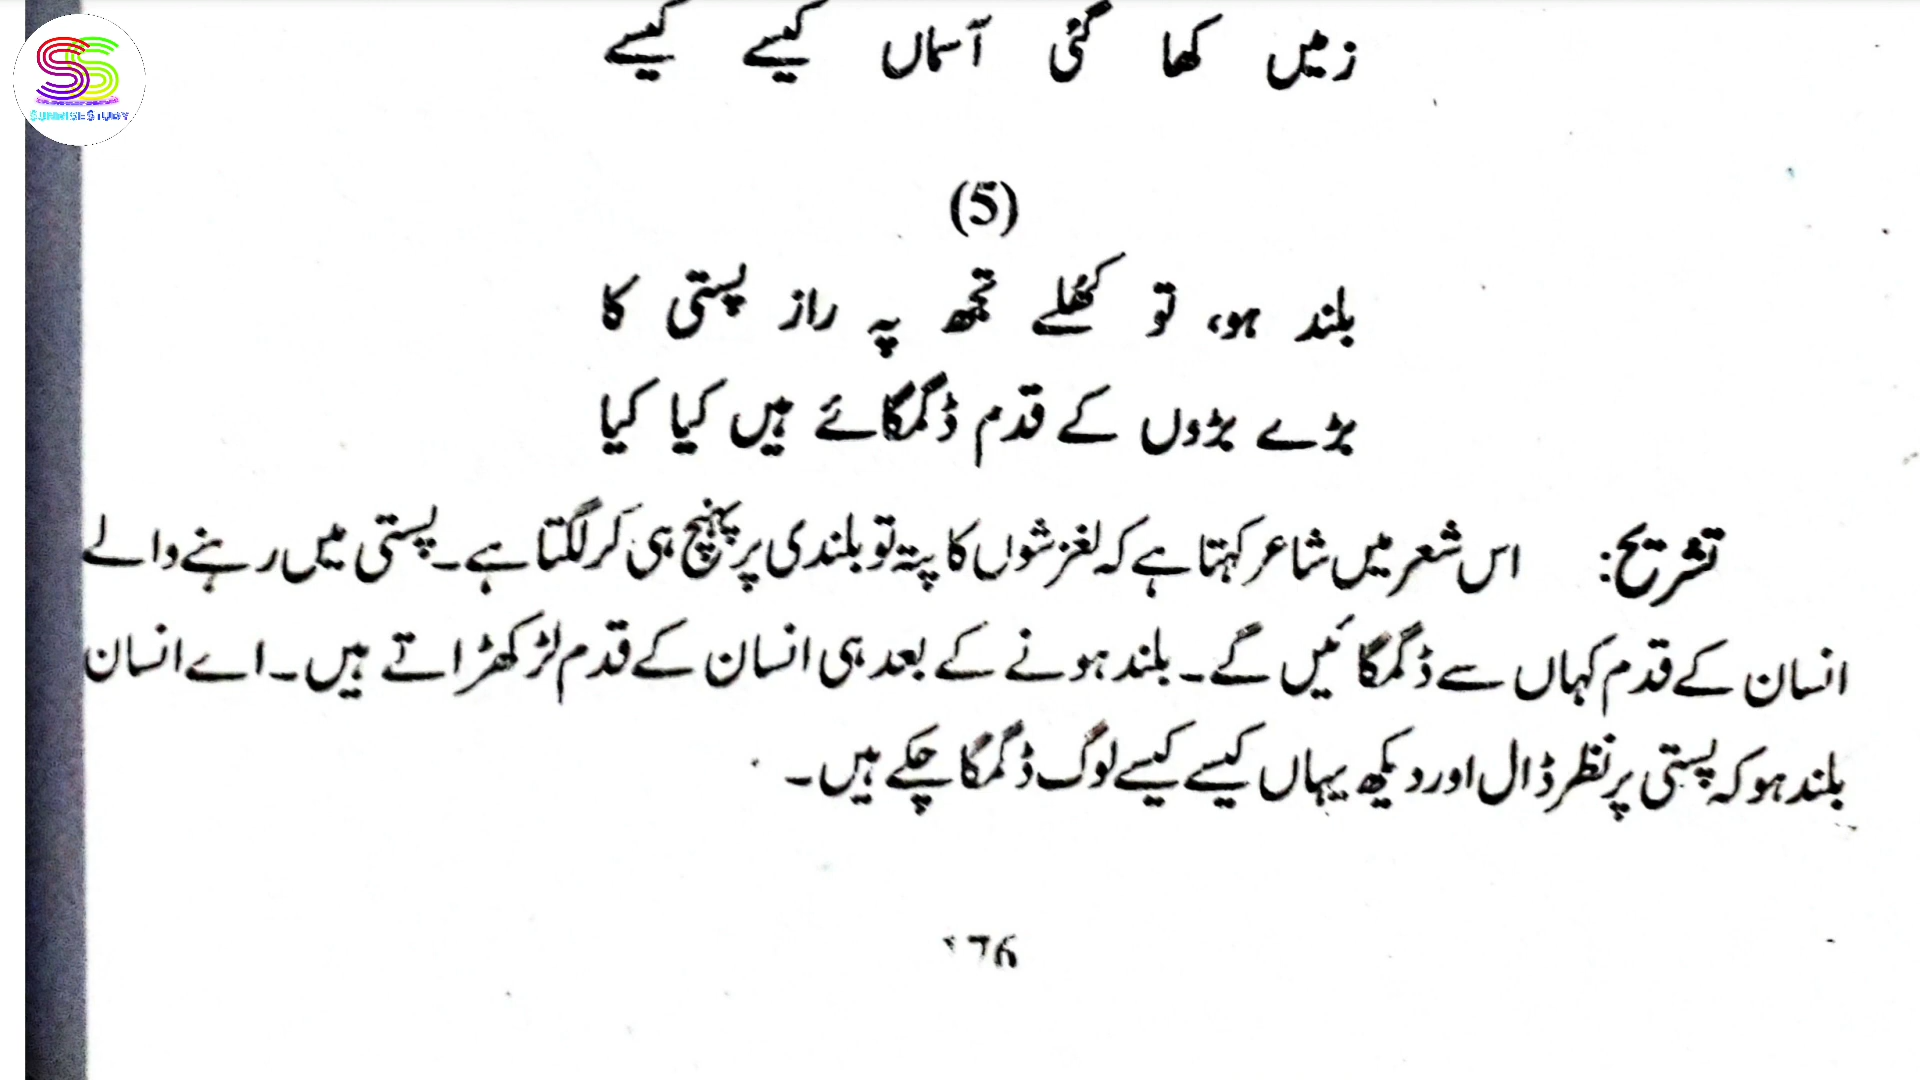 زمیں کھا گئی آسماں کیسے کیسے
SUNRISE STUDY
(5)
بلند ہو، تو کُھلے تجھ پہ راز پستی کا
بڑے بڑوں کے قدم ڈگمگائے ہیں کیا کیا
تشریح: اس شعر میں شاعر کہتا ہے کہ لغزشوں کا پتہ تو بلندی پر پہنچ ہی کر لگتا ہے۔ پستی میں رہنے والے
انسان کے قدم کہاں سے ڈگمگائیں گے۔ بلند ہونے کے بعد ہی انسان کے قدم لڑکھڑاتے ہیں۔ اے انسان
بلند ہو کہ پستی پر نظر ڈال اور دیکھ یہاں کیسے کیسے لوگ ڈگمگا چکے ہیں۔
76